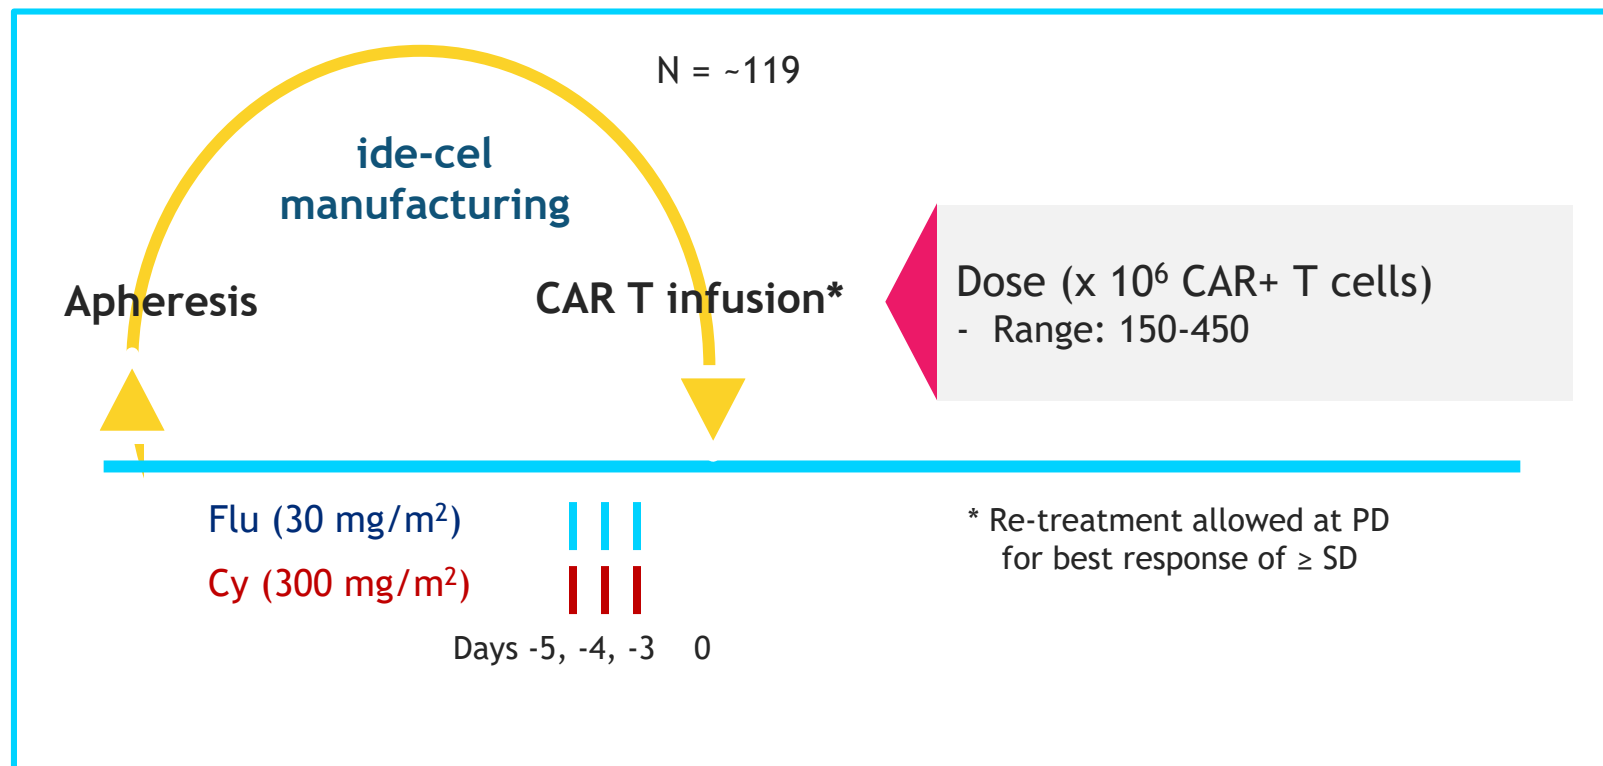 N = ~119
ide-cel
manufacturing
Apheresis
CAR T infusion*
Dose (x 10⁶ CAR+ T cells)
- Range: 150-450
Flu (30 mg/m²)
Cy (300 mg/m²)
Days -5, -4, -3 0
* Re-treatment allowed at PD
for best response of ≥ SD